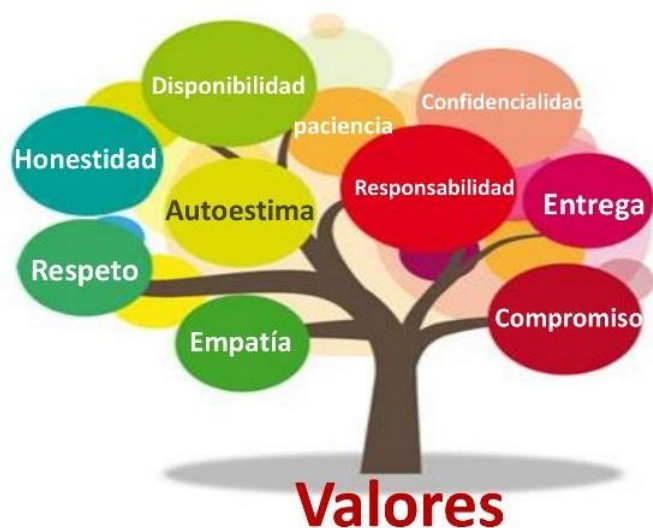 Disponibilidad
Confidencialidad
paciencia
Honestidad
Responsabilidad
Autoestima
Entrega
Respeto
Compromiso
Empatía
Valores